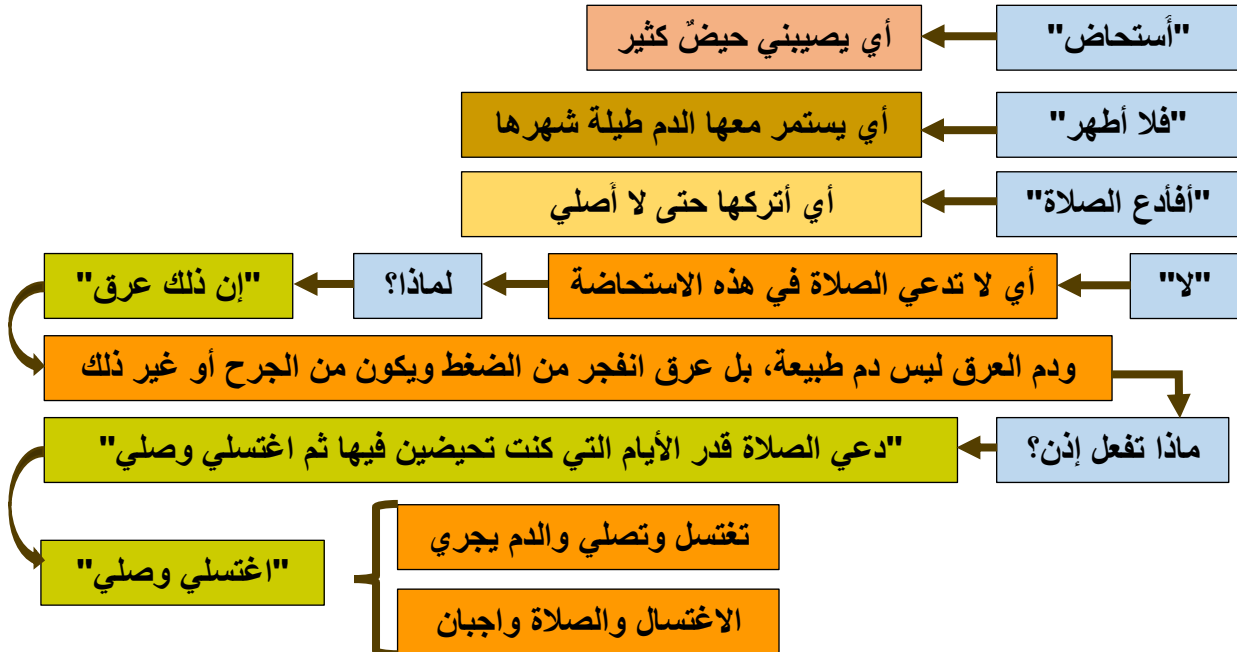 "أَستحاض"
أي يصيبني حيضٌ كثير
"فلا أطهر"
أي يستمر معها الدم طيلة شهرها
"أفأدع الصلاة"
أي أتركها حتى لا أَصلي
"لا"
أي لا تدعي الصلاة في هذه الاستحاضة
لماذا؟
"إن ذلك عرق"
ودم العرق ليس دم طبيعة، بل عرق انفجر من الضغط ويكون من الجرح أو غير ذلك
ماذا تفعل إذن؟
"دعي الصلاة قدر الأيام التي كنت تحيضين فيها ثم اغتسلي وصلي"
"اغتسلي وصلي"
تغتسل وتصلي والدم يجري
الاغتسال والصلاة واجبان